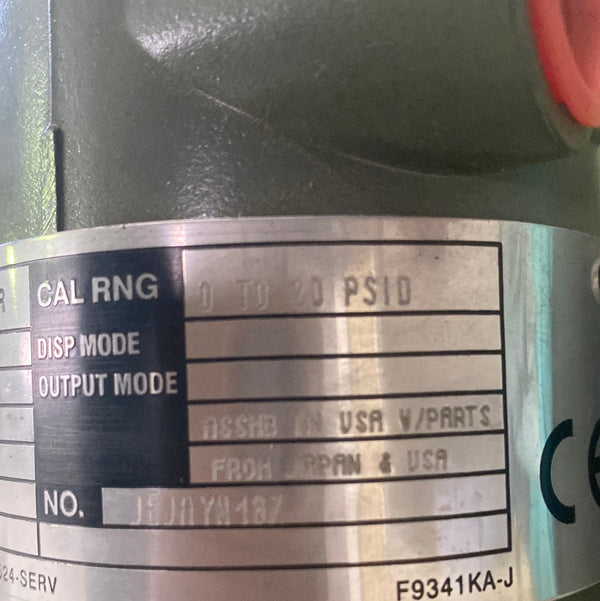 R
CAL RNG
0 TO 20 PSID
DISP MODE
OUTPUT MODE
ASSMB IN USA W/PARTS
FROM JAPAN & USA
NO.
524-SERV
F9341KA-J
CE